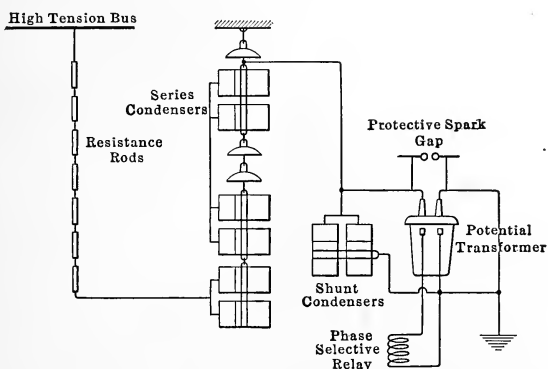 High Tension Bus
Series
Condensers
Resistance
Rods
Protective Spark
Gap
Potential
Transformer
Shunt
Condensers
Phase
Selective
Relay